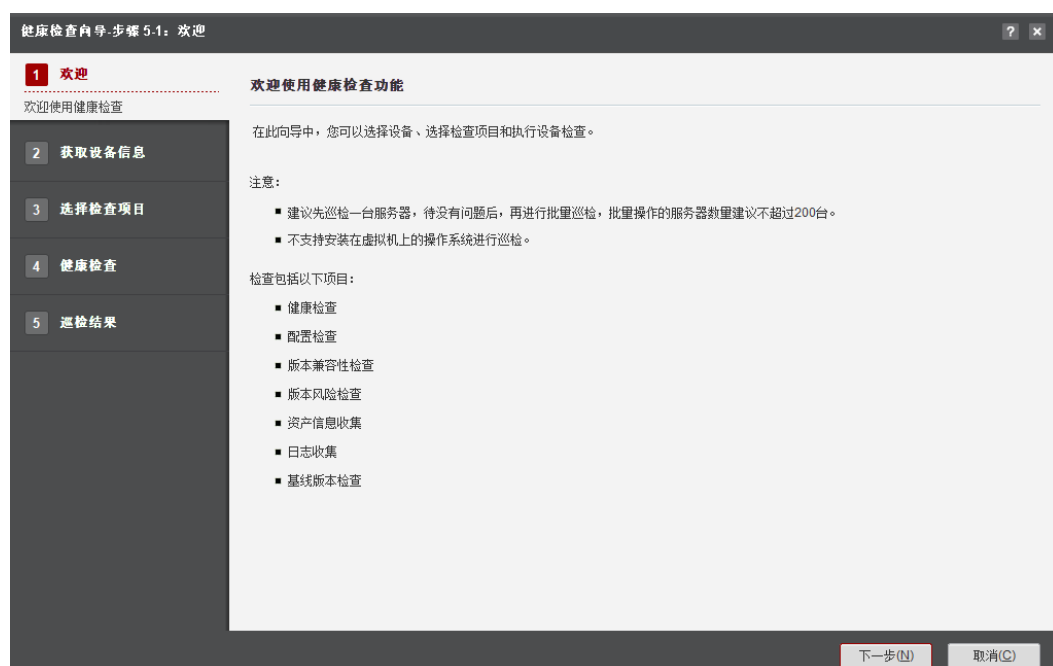 健康检查向导-步骤 5-1：欢迎
? ×
1 欢迎
欢迎使用健康检查
2 获取设备信息
3 选择检查项目
4 健康检查
5 巡检结果
欢迎使用健康检查功能
在此向导中，您可以选择设备、选择检查项目和执行设备检查。
注意：
■ 建议先巡检一台服务器，待没有问题后，再进行批量巡检，批量操作的服务器数量建议不超过200台。
■ 不支持安装在虚拟机上的操作系统进行巡检。
检查包括以下项目：
■ 健康检查
■ 配置检查
■ 版本兼容性检查
■ 版本风险检查
■ 资产信息收集
■ 日志收集
■ 基线版本检查
下一步(N)
取消(C)